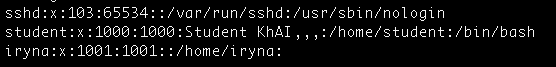 sshd:x:103:65534::/var/run/sshd:/usr/sbin/nologin
student:x:1000:1000:Student KhAI,,,:/home/student:/bin/bash
iryna:x:1001:1001::/home/iryna: